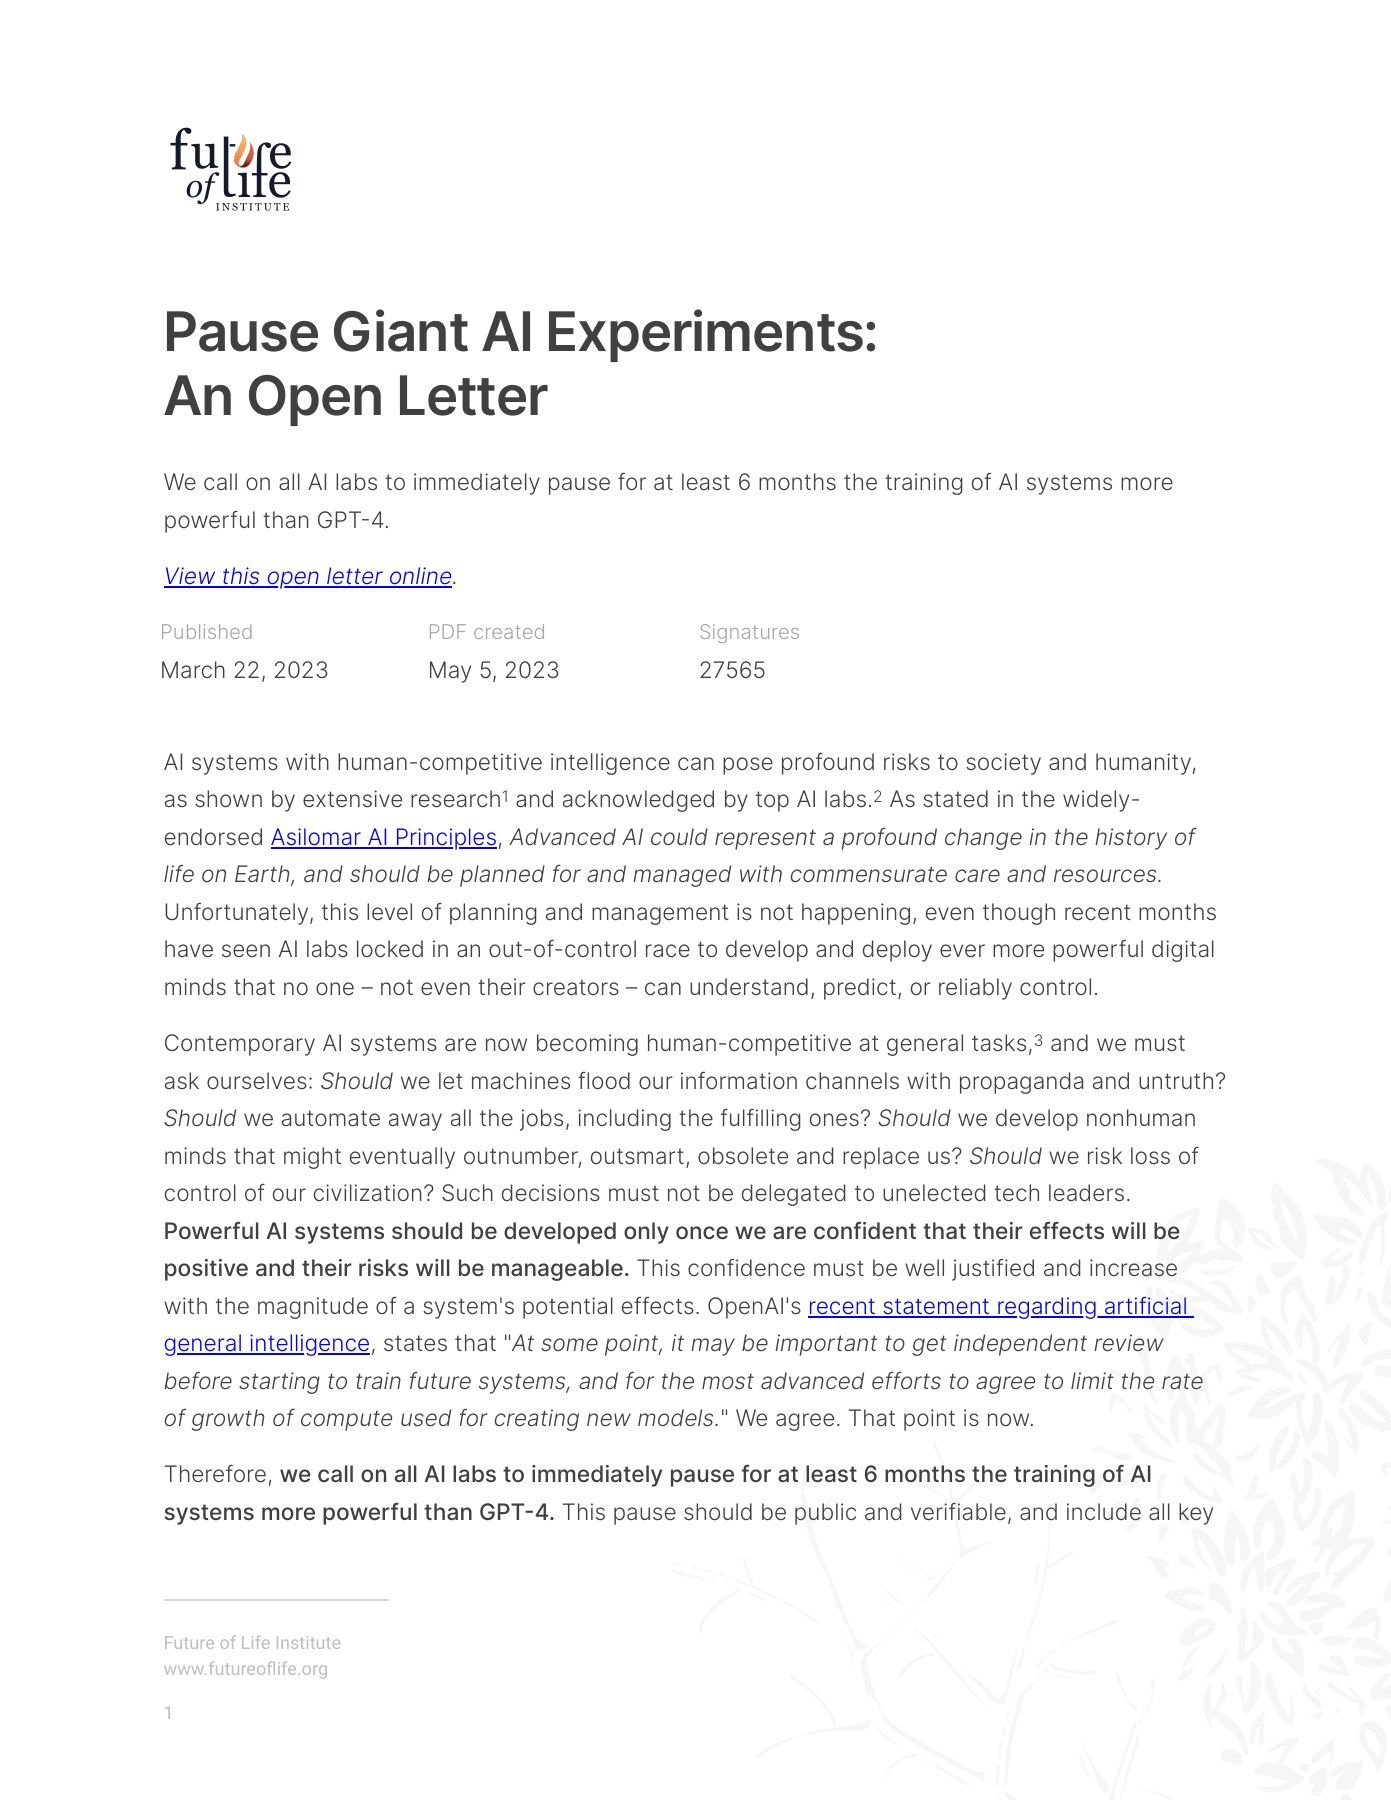 future
of life
INSTITUTE
Pause Giant AI Experiments:
An Open Letter
We call on all AI labs to immediately pause for at least 6 months the training of AI systems more
powerful than GPT-4.
View this open letter online.
Published PDF created Signatures
March 22, 2023 May 5, 2023 27565
AI systems with human-competitive intelligence can pose profound risks to society and humanity,
as shown by extensive research¹ and acknowledged by top AI labs.² As stated in the widely-
endorsed Asilomar AI Principles, Advanced AI could represent a profound change in the history of
life on Earth, and should be planned for and managed with commensurate care and resources.
Unfortunately, this level of planning and management is not happening, even though recent months
have seen AI labs locked in an out-of-control race to develop and deploy ever more powerful digital
minds that no one – not even their creators – can understand, predict, or reliably control.
Contemporary AI systems are now becoming human-competitive at general tasks,³ and we must
ask ourselves: Should we let machines flood our information channels with propaganda and untruth?
Should we automate away all the jobs, including the fulfilling ones? Should we develop nonhuman
minds that might eventually outnumber, outsmart, obsolete and replace us? Should we risk loss of
control of our civilization? Such decisions must not be delegated to unelected tech leaders.
Powerful AI systems should be developed only once we are confident that their effects will be
positive and their risks will be manageable. This confidence must be well justified and increase
with the magnitude of a system's potential effects. OpenAI's recent statement regarding artificial
general intelligence, states that "At some point, it may be important to get independent review
before starting to train future systems, and for the most advanced efforts to agree to limit the rate
of growth of compute used for creating new models." We agree. That point is now.
Therefore, we call on all AI labs to immediately pause for at least 6 months the training of AI
systems more powerful than GPT-4. This pause should be public and verifiable, and include all key
Future of Life Institute
www.futureoflife.org
1